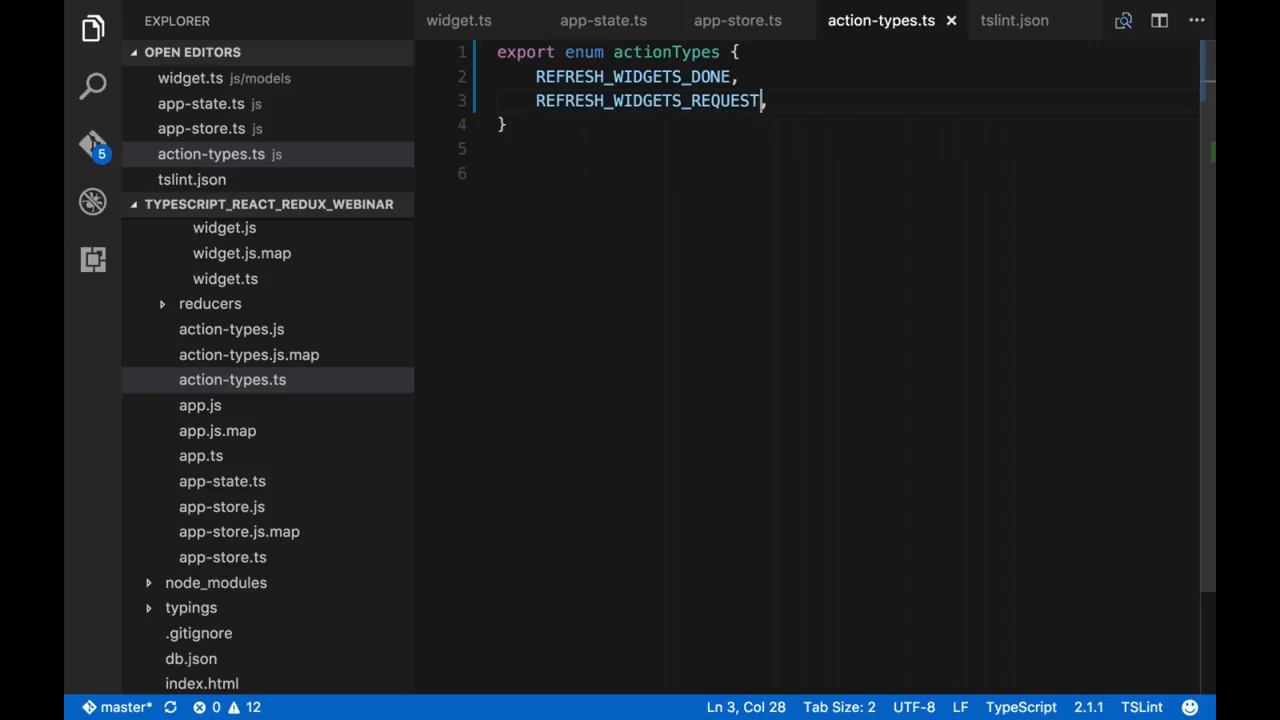 EXPLORER
OPEN EDITORS
widget.ts js/models
app-state.ts js
app-store.ts js
action-types.ts js
tslint.json
TYPESCRIPT_REACT_REDUX_WEBINAR
widget.js
widget.js.map
widget.ts
reducers
action-types.js
action-types.js.map
action-types.ts
app.js
app.js.map
app.ts
app-state.ts
app-store.js
app-store.js.map
app-store.ts
node_modules
typings
.gitignore
db.json
index.html
5
widget.ts app-state.ts app-store.ts action-types.ts × tslint.json ...
1 export enum actionTypes {
2 REFRESH_WIDGETS_DONE,
3 REFRESH_WIDGETS_REQUEST,
4 }
5
6
master* 0 12 Ln 3, Col 28 Tab Size: 2 UTF-8 LF TypeScript 2.1.1 TSLint